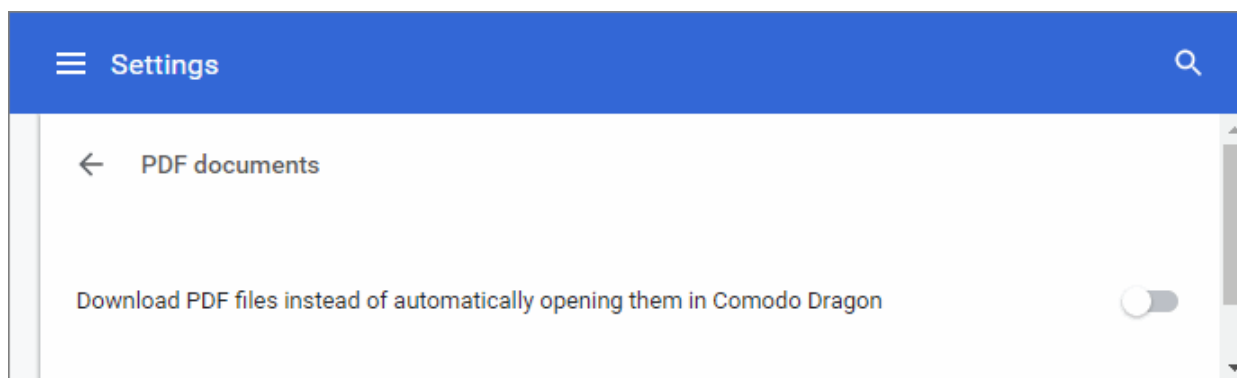 Settings
PDF documents
Download PDF files instead of automatically opening them in Comodo Dragon